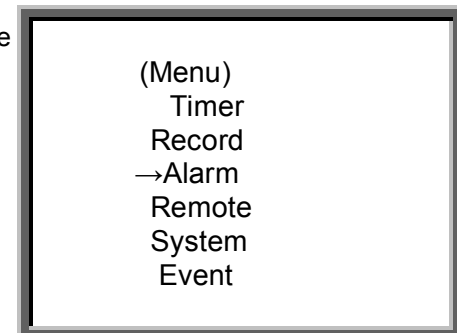 e
(Menu)
Timer
Record
→Alarm
Remote
System
Event